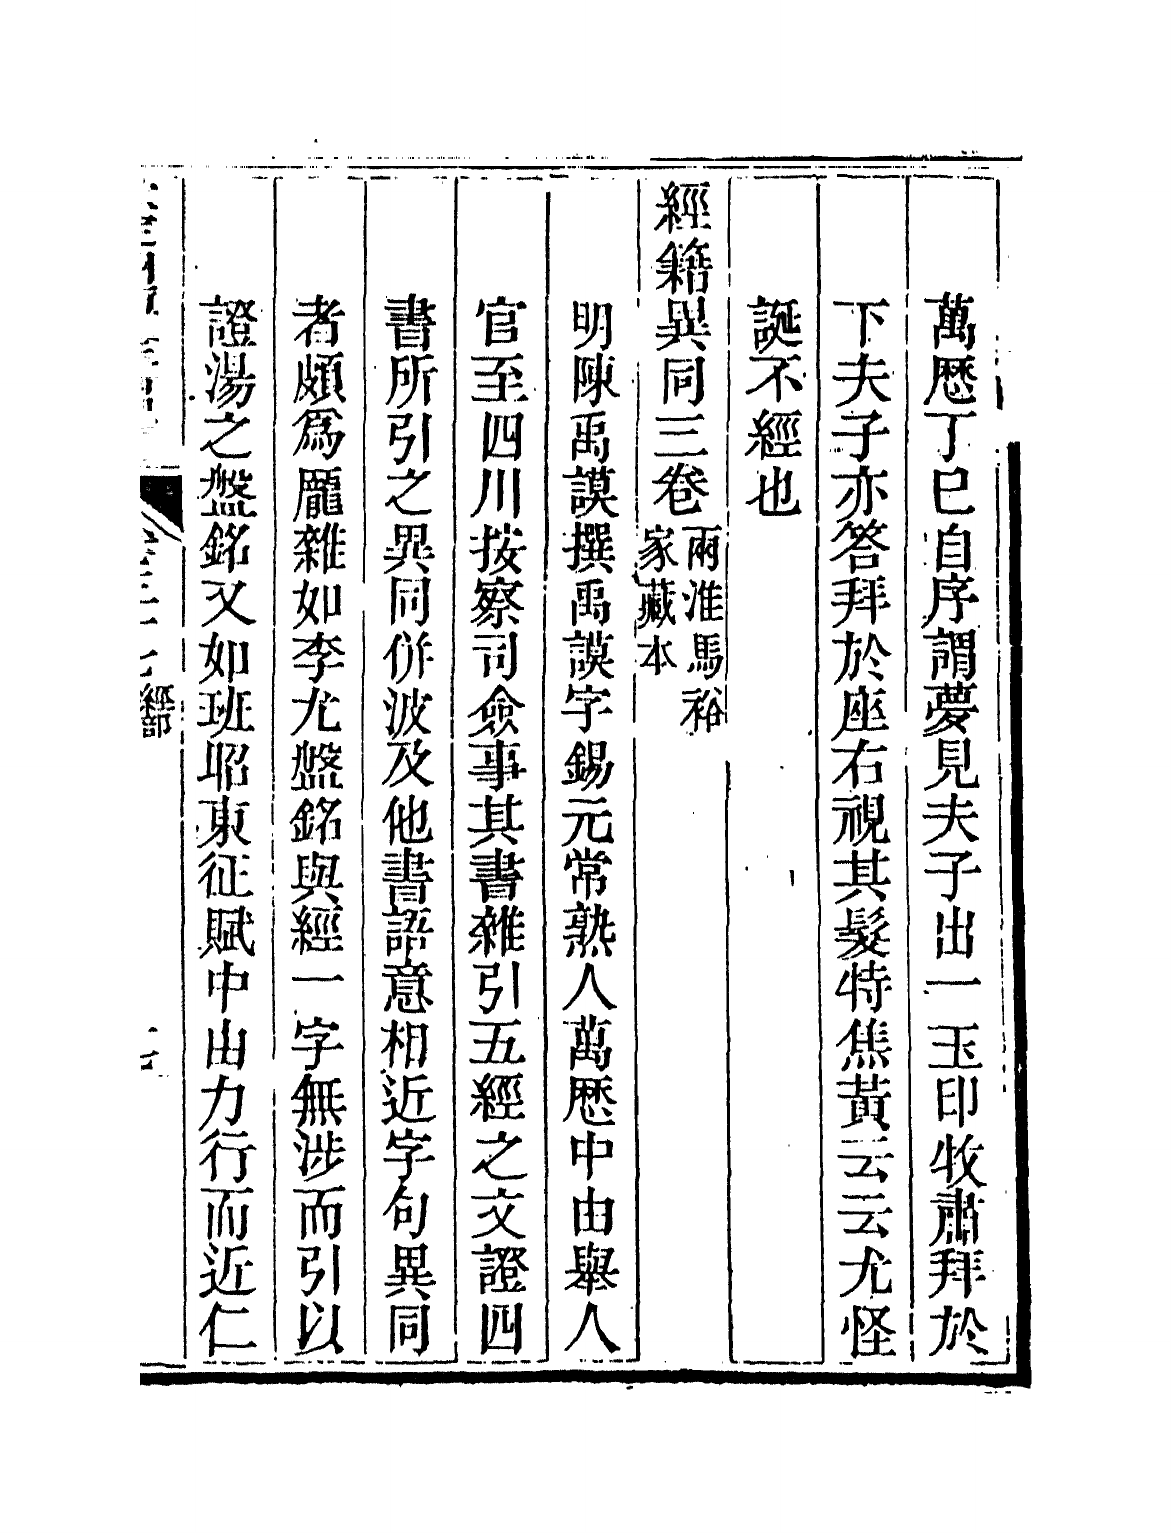 萬歴丁巳自序謂夢見夫子出一玉印收肅拜於
下夫子亦答拜於座右視其髮特焦黃云云尤怪
誕不經也
經籍異同三卷兩淮馬裕家藏本
明陳禹謨撰禹謨字錫元常熟人萬歴中由舉人
官至四川按察司僉事其書雜引五經之文證四
書所引之異同併波及他書語意相近字句異同
者頗爲龐雜如李尤盤銘與經一字無涉而引以
證湯之盤銘又如班昭東征賦中由力行而近仁
經部